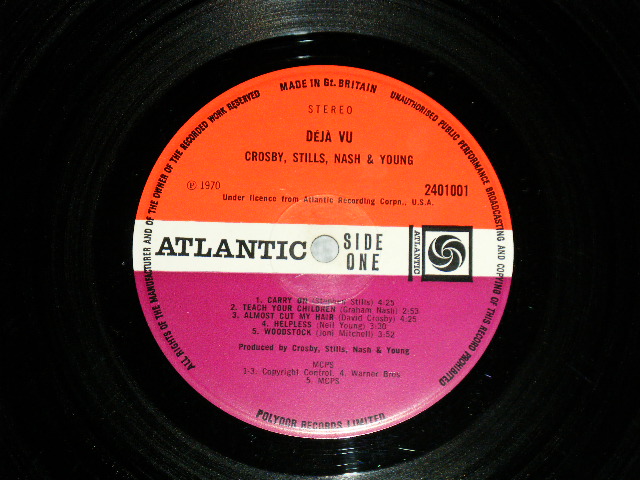 MADE IN Gt. BRITAIN
UNAUTHORISED PUBLIC PERFORMANCE BROADCASTING AND COPYING OF THIS RECORD PROHIBITED
ALL RIGHTS OF THE MANUFACTURER AND OF THE OWNER OF THE RECORDED WORK RESERVED
STEREO
DÉJÀ VU
CROSBY, STILLS, NASH & YOUNG
℗ 1970
2401001
Under licence from Atlantic Recording Corpn., U.S.A.
ATLANTIC
SIDE
ONE
ATLANTIC
1. CARRY ON (Stephen Stills) 4-25
2. TEACH YOUR CHILDREN (Graham Nash) 2:53
3. ALMOST CUT MY HAIR (David Crosby) 4-25
4. HELPLESS (Neil Young) 3:30
5. WOODSTOCK (Joni Mitchell) 3:52
Produced by Crosby, Stills, Nash & Young
MCPS
1-3. Copyright Control. 4. Warner Bros
5. MCPS
POLYDOR RECORDS LIMITED